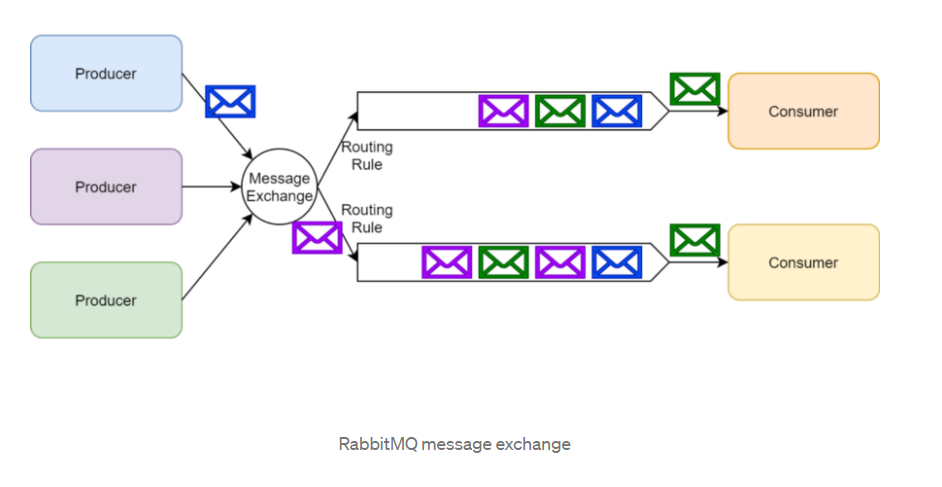 Producer
Producer
Producer
Message
Exchange
Routing
Rule
Routing
Rule
Consumer
Consumer
RabbitMQ message exchange